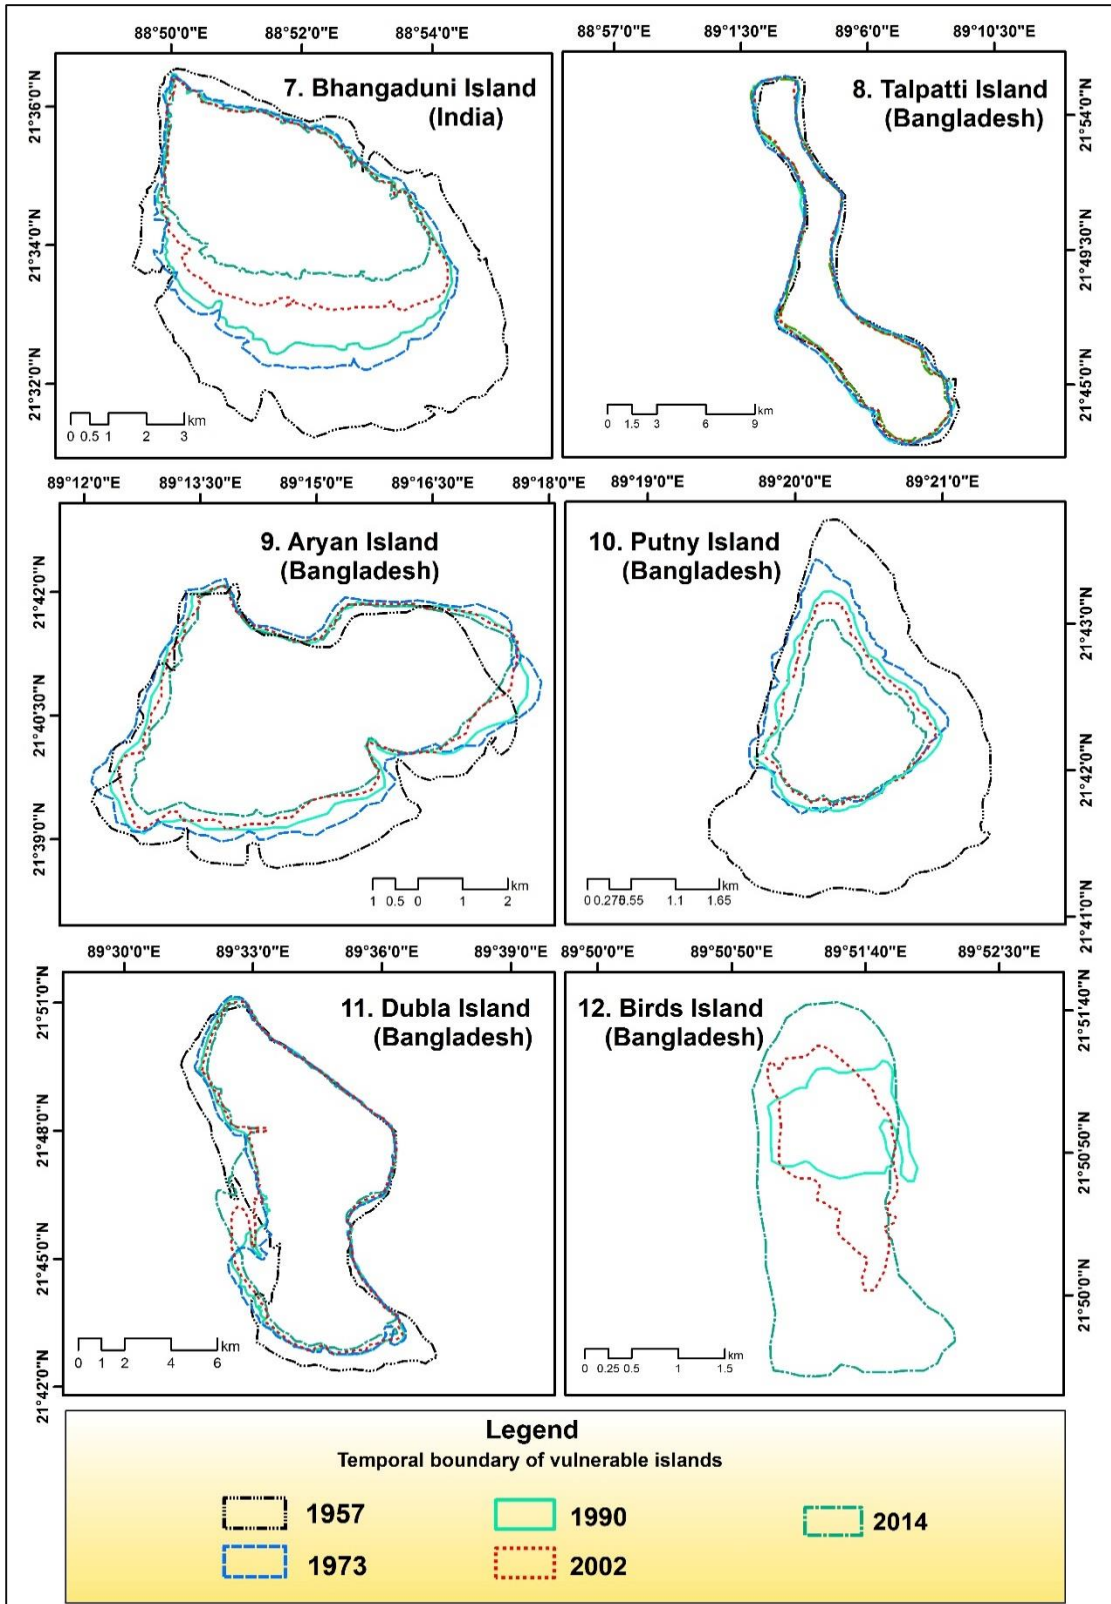 88°50'0"E 88°52'0"E 88°54'0"E
7. Bhangaduni Island
(India)
21°36'0"N
21°34'0"N
21°32'0"N
km
0 0.5 1 2 3
88°57'0"E 89°1'30"E 89°6'0"E 89°10'30"E
8. Talpatti Island
(Bangladesh)
21°54'0"N
21°49'30"N
21°45'0"N
km
0 1.5 3 6 9
89°12'0"E 89°13'30"E 89°15'0"E 89°16'30"E 89°18'0"E
9. Aryan Island
(Bangladesh)
21°42'0"N
21°40'30"N
21°39'0"N
km
1 0.5 0 1 2
89°19'0"E 89°20'0"E 89°21'0"E
10. Putny Island
(Bangladesh)
21°43'0"N
21°42'0"N
21°41'0"N
km
0 0.275 0.55 1.1 1.65
89°30'0"E 89°33'0"E 89°36'0"E 89°39'0"E
11. Dubla Island
(Bangladesh)
21°51'0"N
21°48'0"N
21°45'0"N
21°42'0"N
km
0 1 2 4 6
89°50'0"E 89°50'0"E 89°51'40"E 89°52'30"E
12. Birds Island
(Bangladesh)
21°51'40"N
21°50'50"N
21°50'0"N
km
0 0.25 0.5 1 1.5
Legend
Temporal boundary of vulnerable islands
1957 1990 2014
1973 2002